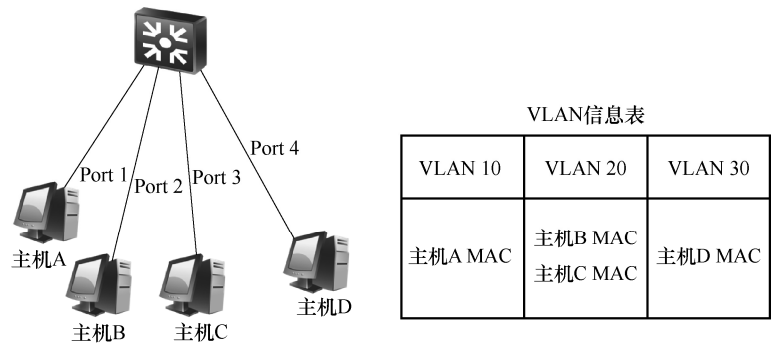 Port 1
Port 2
Port 3
Port 4
主机A
主机B
主机C
主机D
VLAN信息表
VLAN 10
VLAN 20
VLAN 30
主机A MAC
主机B MAC
主机C MAC
主机D MAC